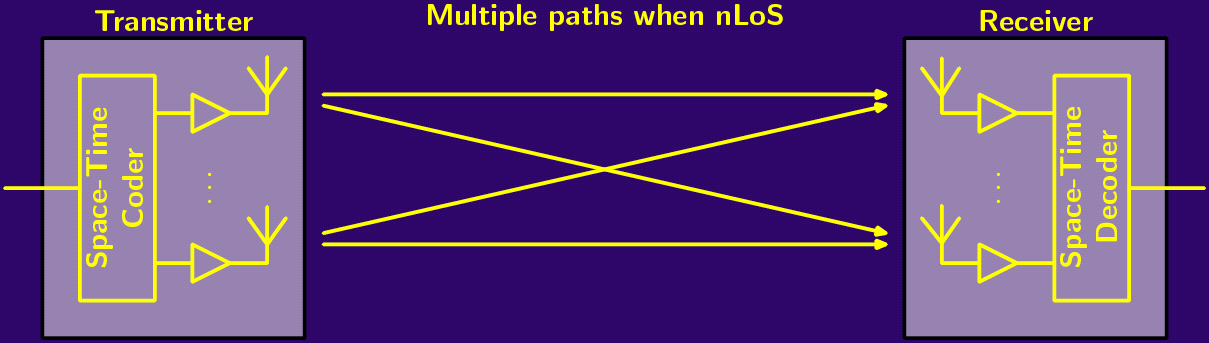 Transmitter
Multiple paths when nLoS
Receiver
Space-Time
Coder
Space-Time
Decoder